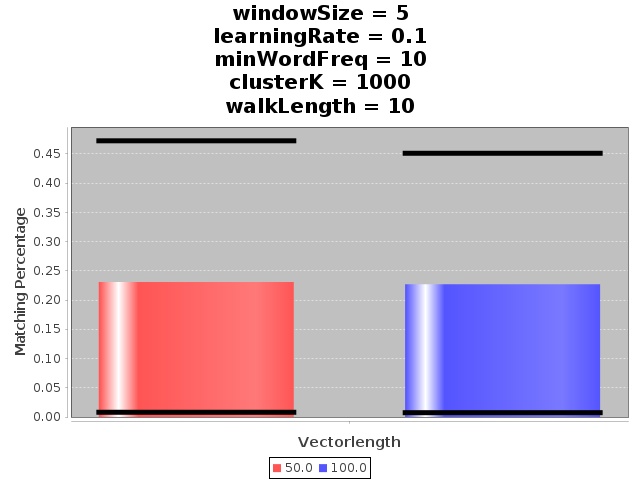 windowSize = 5
learningRate = 0.1
minWordFreq = 10
clusterK = 1000
walkLength = 10
Matching Percentage
0.45
0.40
0.35
0.30
0.25
0.20
0.15
0.10
0.05
0.00
Vectorlength
50.0 100.0